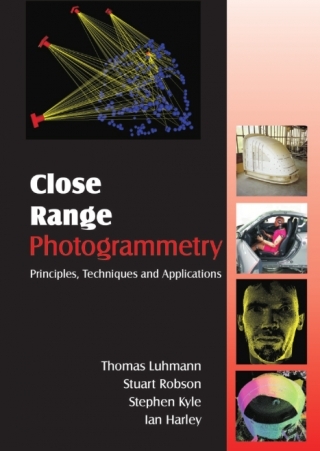 Close
Range
Photogrammetry
Principles, Techniques and Applications
Thomas Luhmann
Stuart Robson
Stephen Kyle
Ian Harley